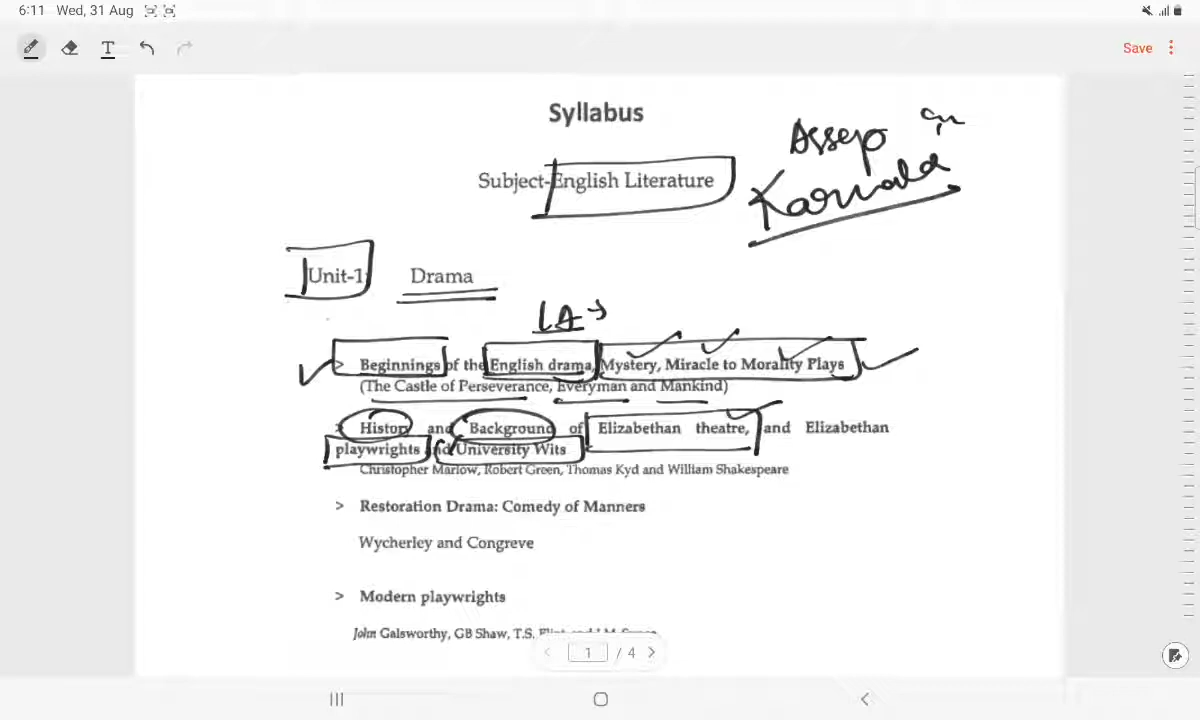 6:11 Wed, 31 Aug
T
Save
Syllabus
Subject-English Literature
Unit-1:
Drama
> Beginnings of the English drama, Mystery, Miracle to Morality Plays
(The Castle of Perseverance, Everyman and Mankind)
> History and Background of Elizabethan theatre, and Elizabethan
playwrights and University Wits
Christopher Marlow, Robert Green, Thomas Kyd and William Shakespeare
> Restoration Drama: Comedy of Manners
Wycherley and Congreve
> Modern playwrights
John Galsworthy, GB Shaw, T.S.
1 / 4